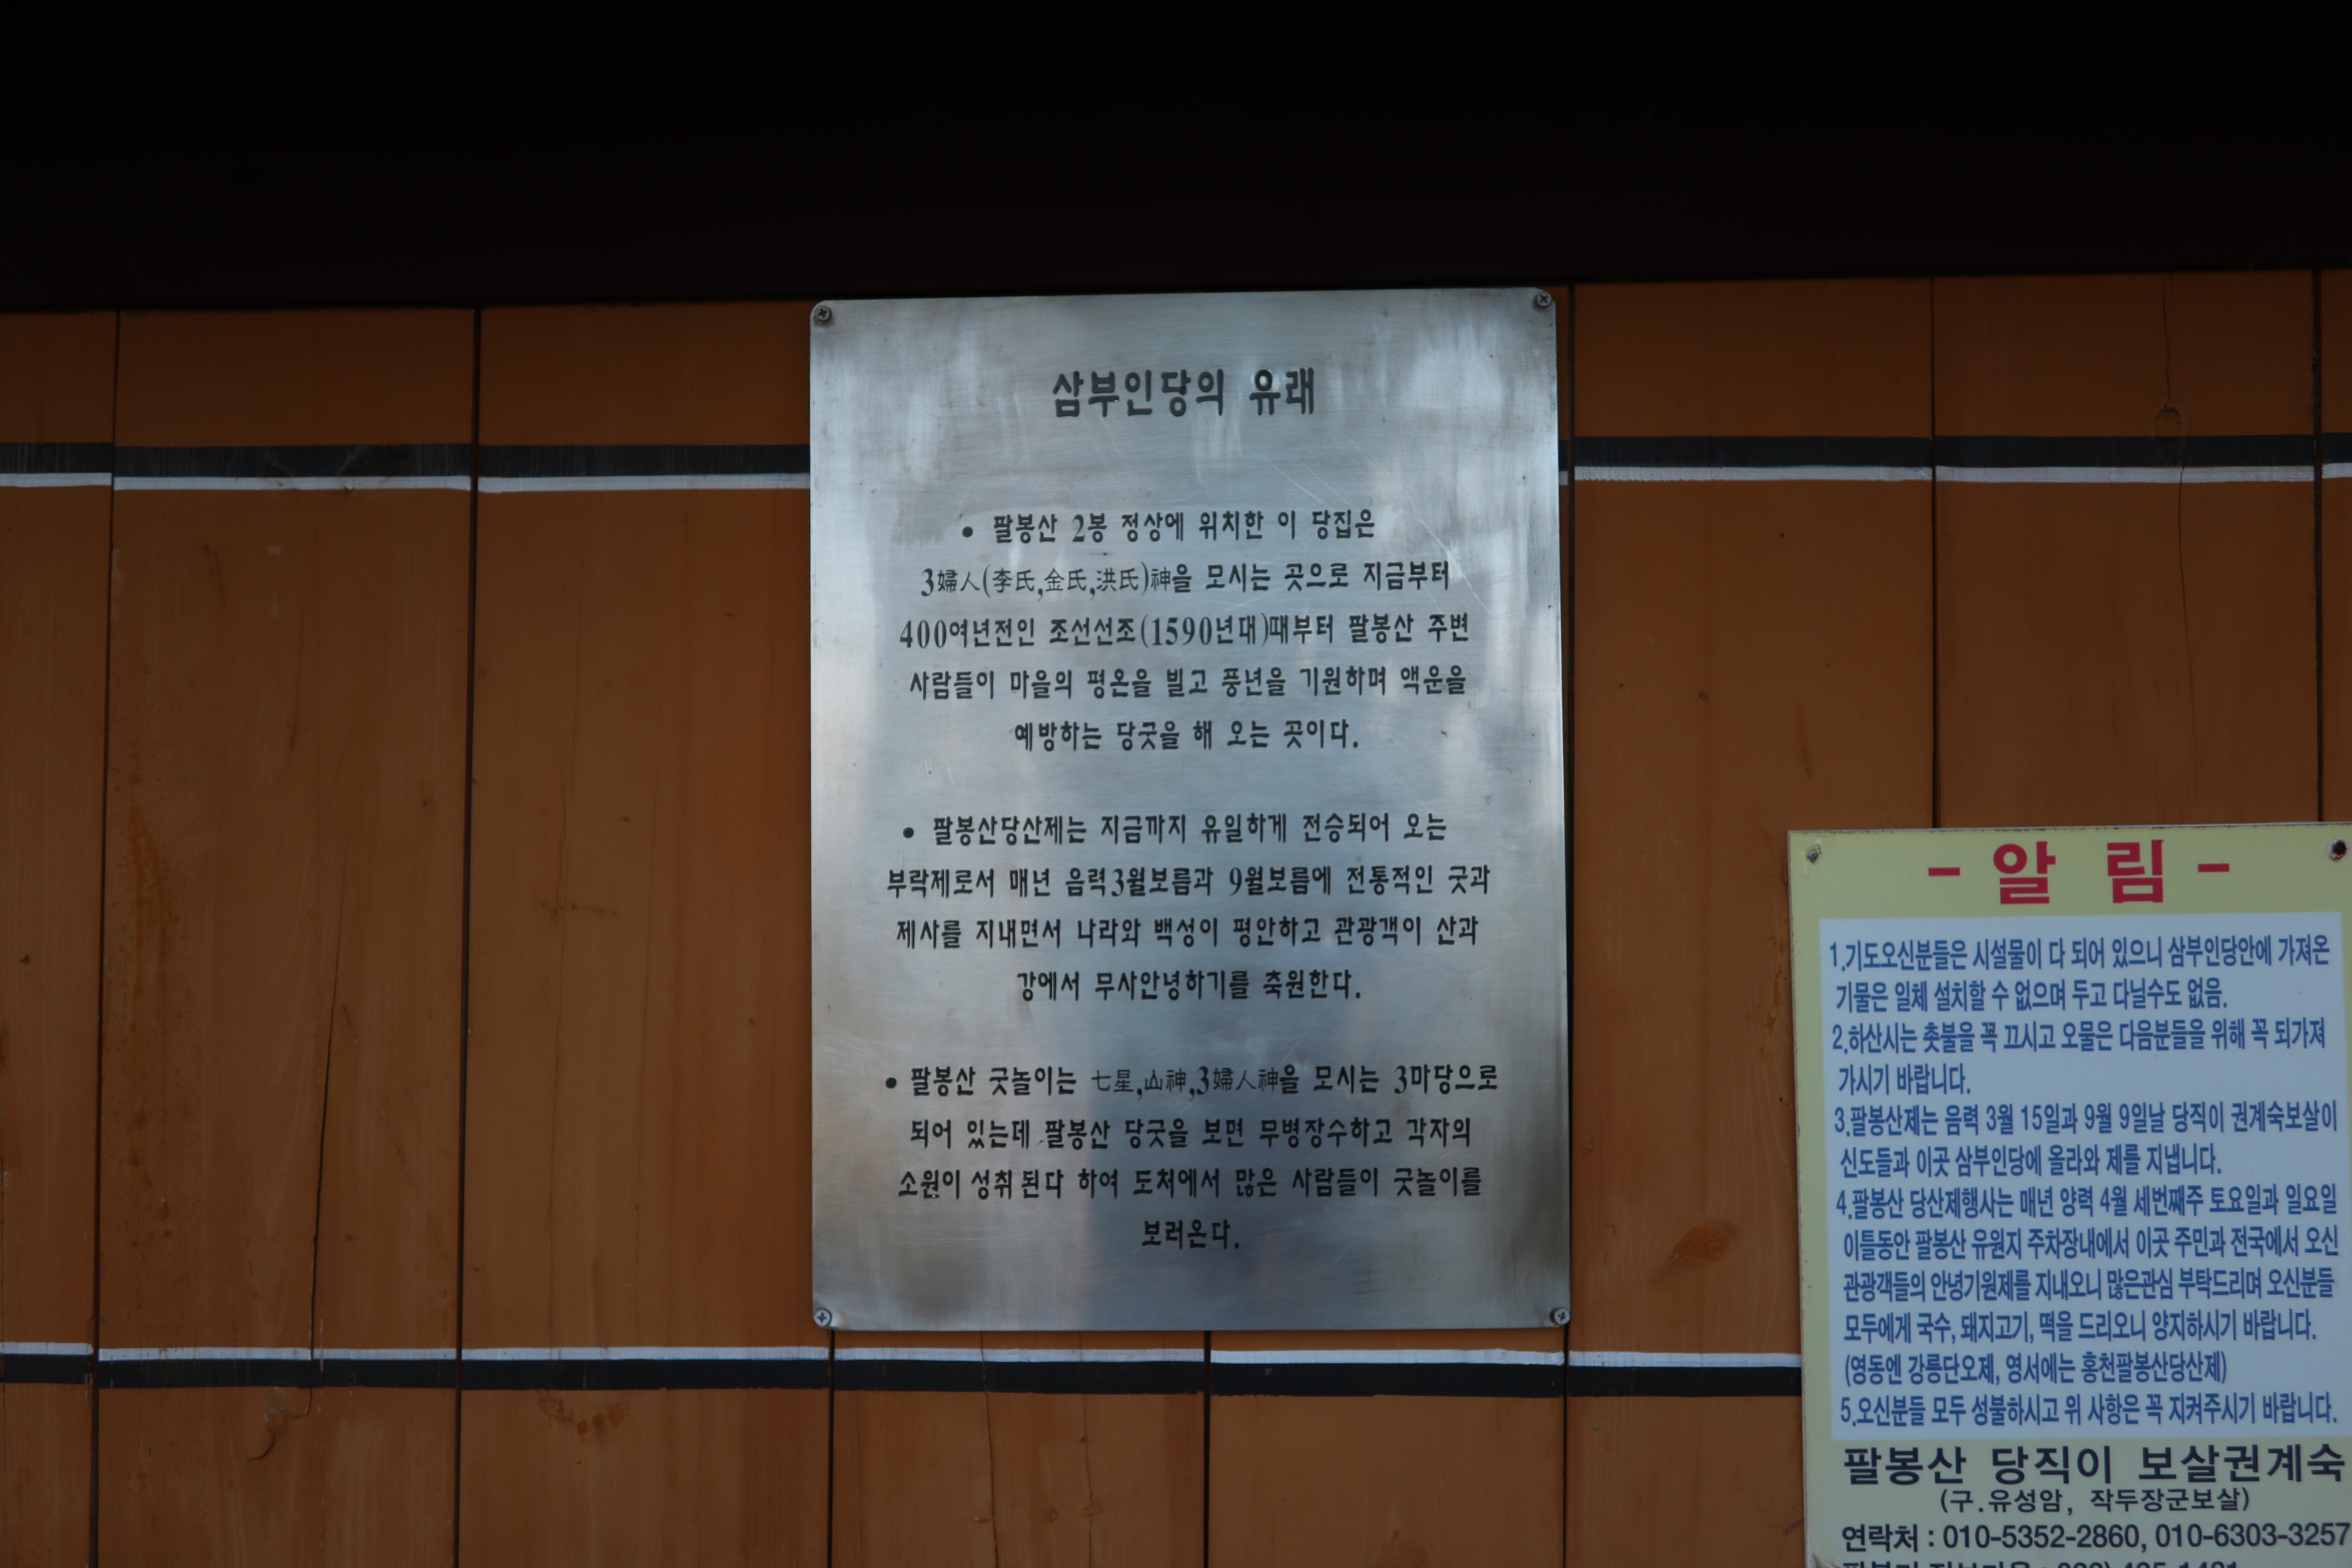 삼부인당의 유래
• 팔봉산 2봉 정상에 위치한 이 당집은
3婦人(李氏,金氏,洪氏)神을 모시는 곳으로 지금부터
400여년전인 조선선조(1590년대)때부터 팔봉산 주변
사람들이 마을의 평온을 빌고 풍년을 기원하며 액운을
예방하는 당굿을 해 오는 곳이다.
• 팔봉산당산제는 지금까지 유일하게 전승되어 오는
부락제로서 매년 음력3월보름과 9월보름에 전통적인 굿과
제사를 지내면서 나라와 백성이 평안하고 관광객이 산과
강에서 무사안녕하기를 축원한다.
• 팔봉산 굿놀이는 七星,山神,3婦人神을 모시는 3마당으로
되어 있는데 팔봉산 당굿을 보면 무병장수하고 각자의
소원이 성취된다 하여 도처에서 많은 사람들이 굿놀이를
보러온다.
- 알 림 -
1.기도오신분들은 시설물이 다 되어 있으니 삼부인당안에 가져온
기물은 일체 설치할 수 없으며 두고 다닐수도 없음.
2.하산시는 촛불을 꼭 끄시고 오물은 다음분들을 위해 꼭 되가져
가시기 바랍니다.
3.팔봉산제는 음력 3월 15일과 9월 9일날 당직이 권계숙보살이
신도들과 이곳 삼부인당에 올라와 제를 지냅니다.
4.팔봉산 당산제행사는 매년 양력 4월 세번째주 토요일과 일요일
이틀동안 팔봉산 유원지 주차장내에서 이곳 주민과 전국에서 오신
관광객들의 안녕기원제를 지내오니 많은관심 부탁드리며 오신분들
모두에게 국수, 돼지고기, 떡을 드리오니 양지하시기 바랍니다.
(영동엔 강릉단오제, 영서에는 홍천팔봉산당산제)
5.오신분들 모두 성불하시고 위 사항은 꼭 지켜주시기 바랍니다.
팔봉산 당직이 보살권계숙
(구.유성암, 작두장군보살)
연락처 : 010-5352-2860, 010-6303-3257